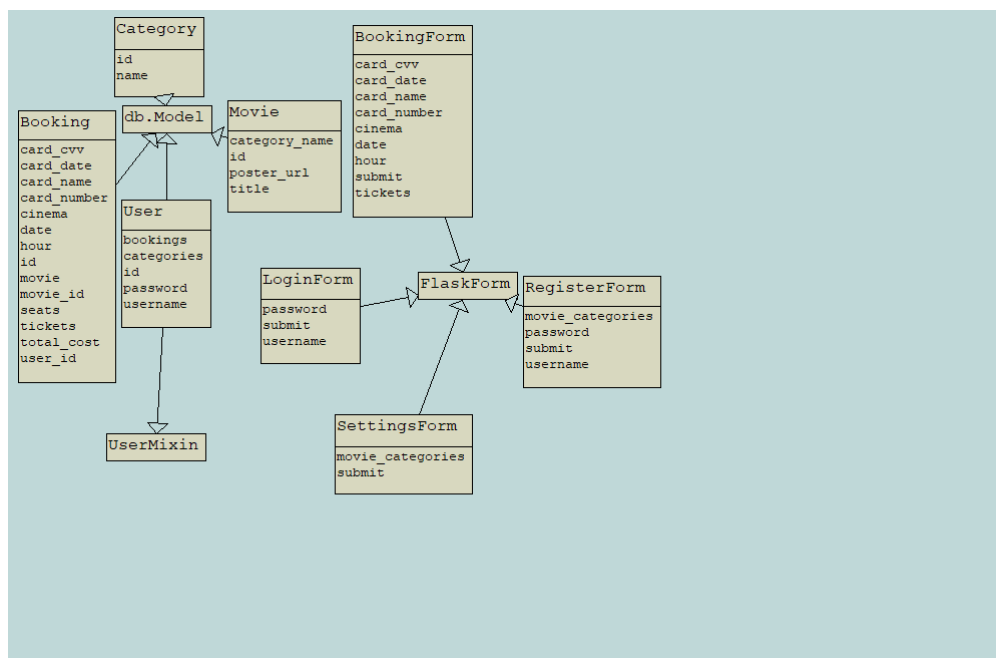 Category
id
name
db.Model
Booking
card_cvv
card_date
card_name
card_number
cinema
date
hour
id
movie
movie_id
seats
tickets
total_cost
user_id
User
bookings
categories
id
password
username
UserMixin
Movie
category_name
id
poster_url
title
BookingForm
card_cvv
card_date
card_name
card_number
cinema
date
hour
submit
tickets
LoginForm
password
submit
username
FlaskForm
RegisterForm
movie_categories
password
submit
username
SettingsForm
movie_categories
submit